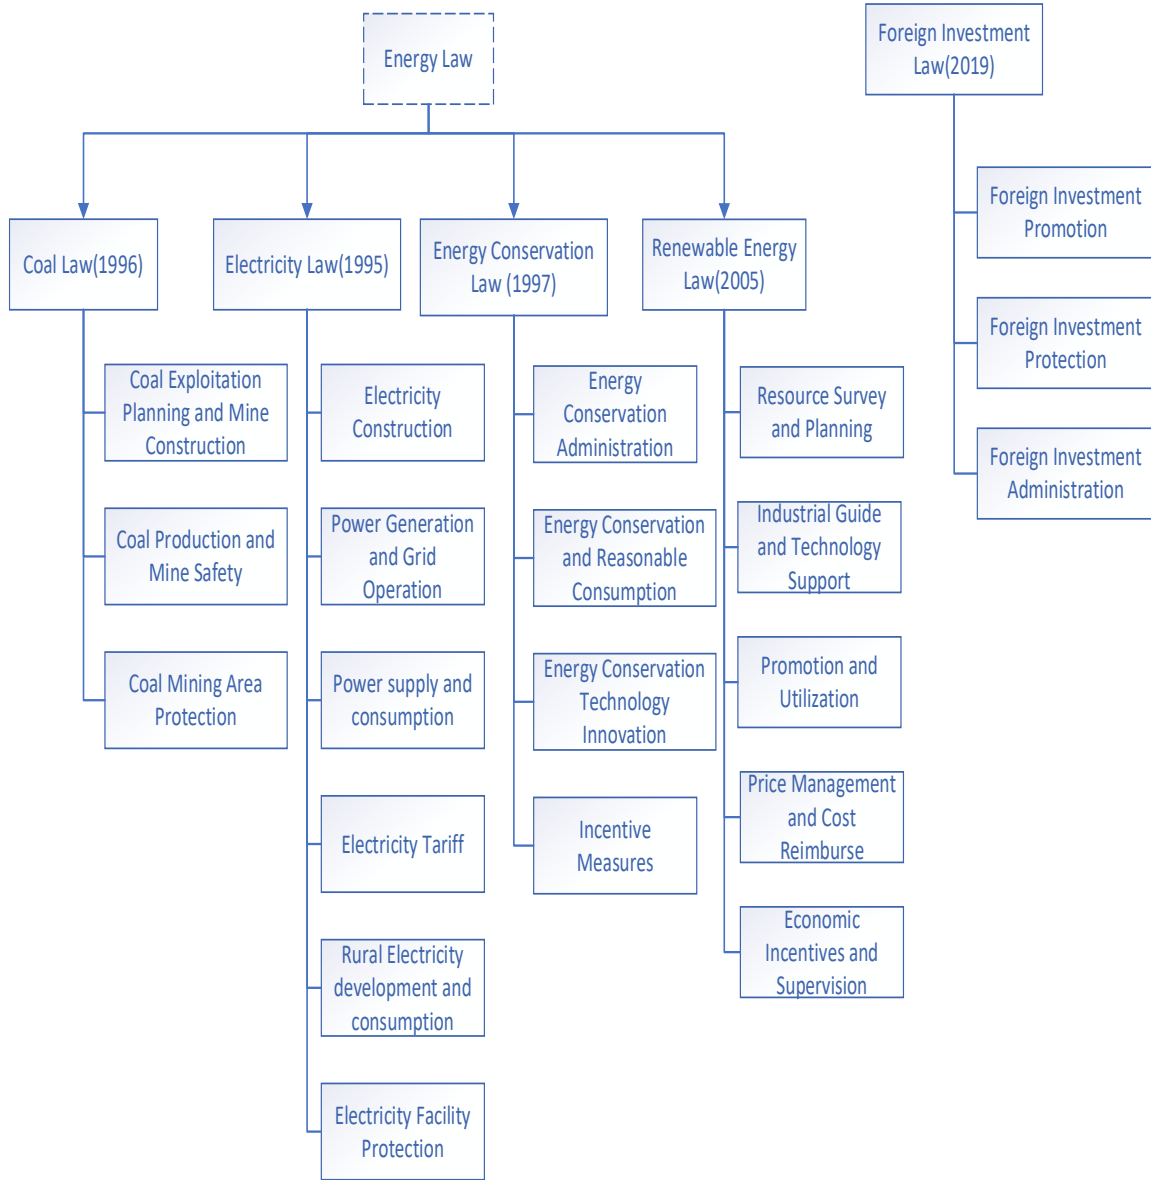 Energy Law
Foreign Investment
Law(2019)
Foreign Investment
Promotion
Foreign Investment
Protection
Foreign Investment
Administration
Coal Law(1996)
Coal Exploitation
Planning and Mine
Construction
Coal Production and
Mine Safety
Coal Mining Area
Protection
Electricity Law(1995)
Electricity
Construction
Power Generation
and Grid
Operation
Power supply and
consumption
Electricity Tariff
Rural Electricity
development and
consumption
Electricity Facility
Protection
Energy Conservation
Law (1997)
Energy
Conservation
Administration
Energy Conservation
and Reasonable
Consumption
Energy Conservation
Technology
Innovation
Incentive
Measures
Renewable Energy
Law(2005)
Resource Survey
and Planning
Industrial Guide
and Technology
Support
Promotion and
Utilization
Price Management
and Cost
Reimburse
Economic
Incentives and
Supervision